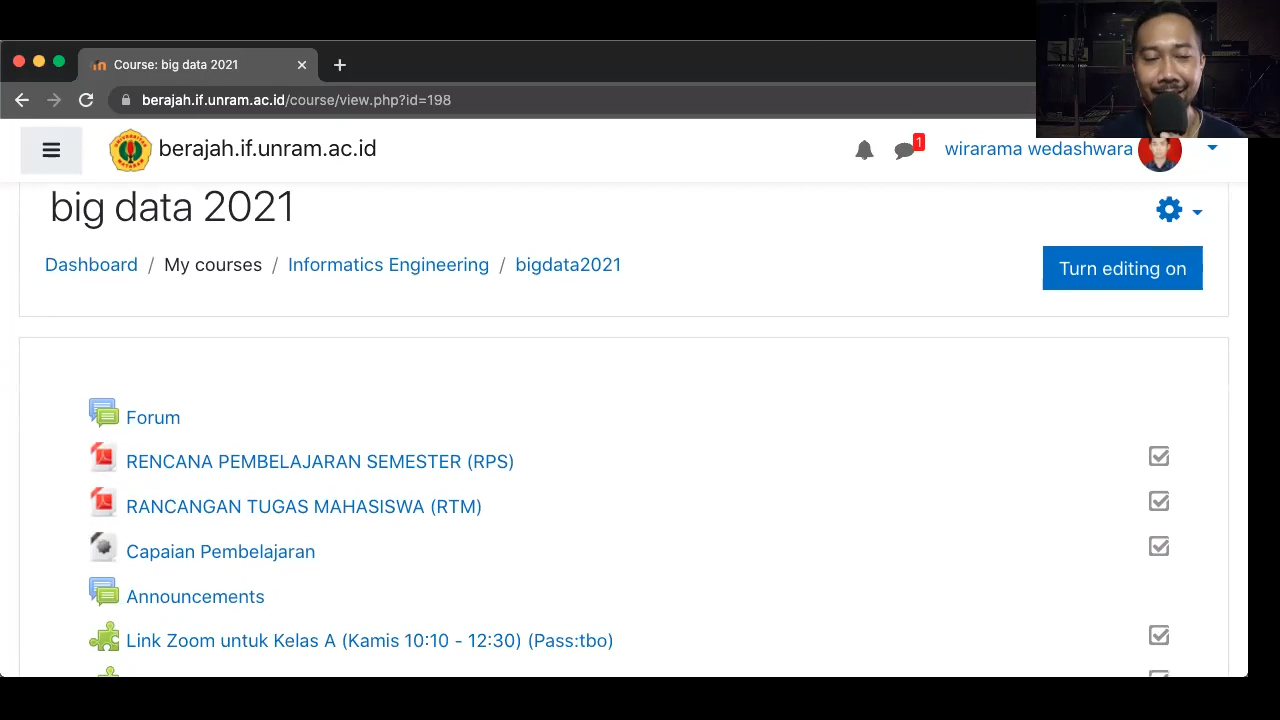 Course: big data 2021
berajah.if.unram.ac.id/course/view.php?id=198
berajah.if.unram.ac.id
1
wirarama wedashwara
big data 2021
Dashboard / My courses / Informatics Engineering / bigdata2021
Turn editing on
Forum
RENCANA PEMBELAJARAN SEMESTER (RPS)
RANCANGAN TUGAS MAHASISWA (RTM)
Capaian Pembelajaran
Announcements
Link Zoom untuk Kelas A (Kamis 10:10 - 12:30) (Pass:tbo)